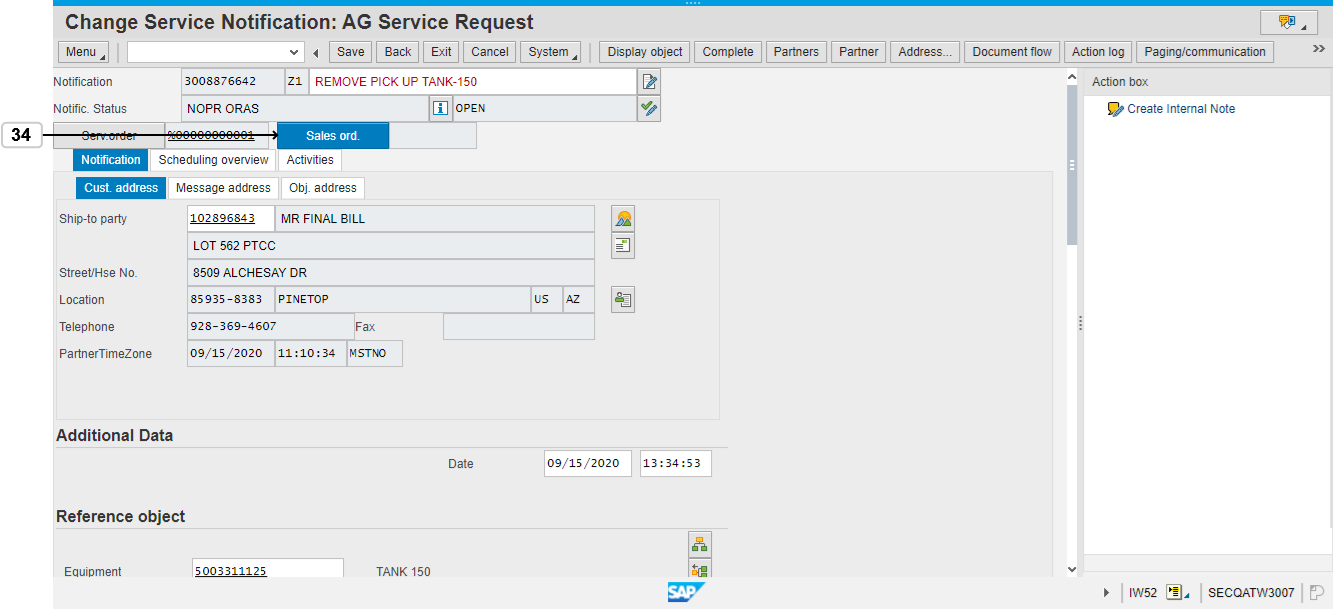 Change Service Notification: AG Service Request
Menu Save Back Exit Cancel System Display object Complete Partners Partner Address... Document flow Action log Paging/communication
Notification 3008876642 Z1 REMOVE PICK UP TANK-150
Notific. Status NOPR ORAS OPEN
34 Serv.order %00000000001 Sales ord.
Notification Scheduling overview Activities
Cust. address Message address Obj. address
Ship-to party 102896843 MR FINAL BILL
LOT 562 PTCC
Street/Hse No. 8509 ALCHESAY DR
Location 85935-8383 PINETOP US AZ
Telephone 928-369-4607 Fax
PartnerTimeZone 09/15/2020 11:10:34 MSTNO
Additional Data
Date 09/15/2020 13:34:53
Reference object
Equipment 5003311125 TANK 150
Action box
Create Internal Note
SAP IW52 SECQATW3007